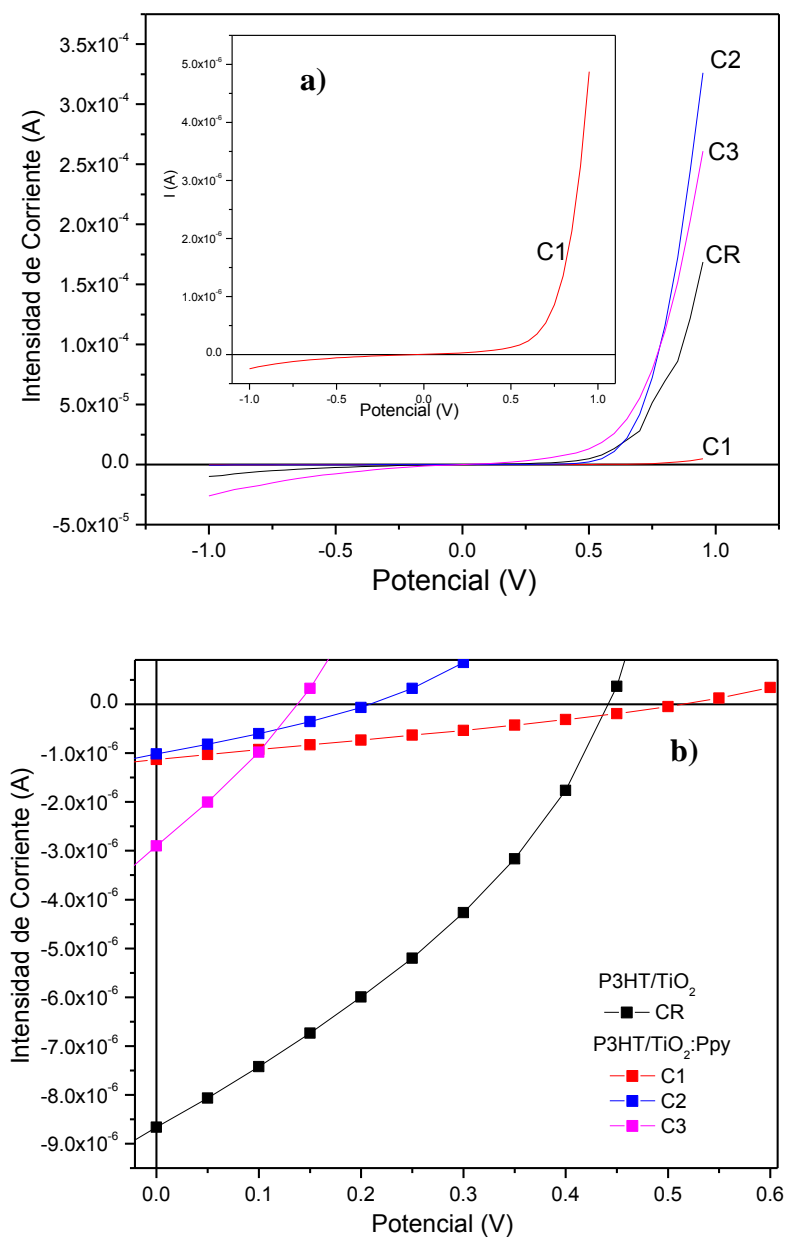 3.5x10⁻⁴
3.0x10⁻⁴
2.5x10⁻⁴
2.0x10⁻⁴
1.5x10⁻⁴
1.0x10⁻⁴
5.0x10⁻⁵
0.0
-5.0x10⁻⁵
Intensidad de Corriente (A)
-1.0 -0.5 0.0 0.5 1.0
Potencial (V)
C2
C3
CR
C1
a)
5.0x10⁻⁶
4.0x10⁻⁶
3.0x10⁻⁶
2.0x10⁻⁶
1.0x10⁻⁶
0.0
I (A)
C1
-1.0 -0.5 0.0 0.5 1.0
Potencial (V)
0.0
-1.0x10⁻⁶
-2.0x10⁻⁶
-3.0x10⁻⁶
-4.0x10⁻⁶
-5.0x10⁻⁶
-6.0x10⁻⁶
-7.0x10⁻⁶
-8.0x10⁻⁶
-9.0x10⁻⁶
Intensidad de Corriente (A)
b)
P3HT/TiO₂
CR
P3HT/TiO₂:Ppy
C1
C2
C3
0.0 0.1 0.2 0.3 0.4 0.5 0.6
Potencial (V)